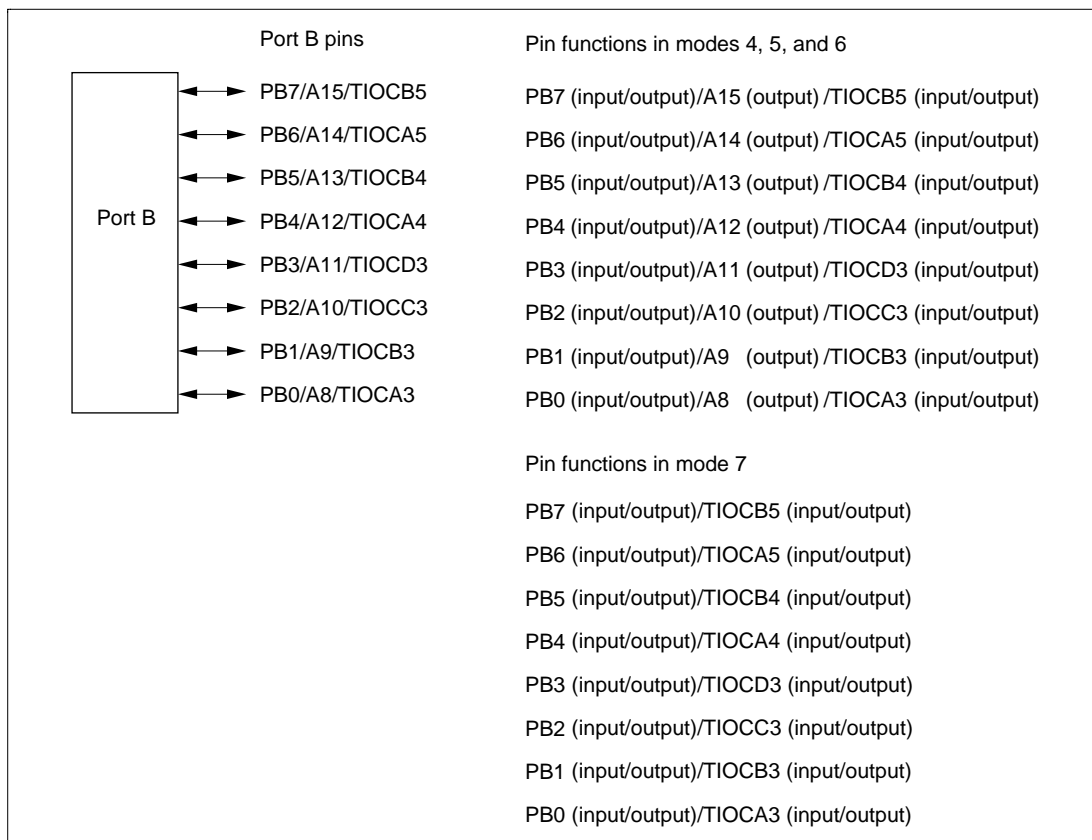 Port B pins
Pin functions in modes 4, 5, and 6
Port B
PB7/A15/TIOCB5
PB7 (input/output)/A15 (output) /TIOCB5 (input/output)
PB6/A14/TIOCA5
PB6 (input/output)/A14 (output) /TIOCA5 (input/output)
PB5/A13/TIOCB4
PB5 (input/output)/A13 (output) /TIOCB4 (input/output)
PB4/A12/TIOCA4
PB4 (input/output)/A12 (output) /TIOCA4 (input/output)
PB3/A11/TIOCD3
PB3 (input/output)/A11 (output) /TIOCD3 (input/output)
PB2/A10/TIOCC3
PB2 (input/output)/A10 (output) /TIOCC3 (input/output)
PB1/A9/TIOCB3
PB1 (input/output)/A9 (output) /TIOCB3 (input/output)
PB0/A8/TIOCA3
PB0 (input/output)/A8 (output) /TIOCA3 (input/output)
Pin functions in mode 7
PB7 (input/output)/TIOCB5 (input/output)
PB6 (input/output)/TIOCA5 (input/output)
PB5 (input/output)/TIOCB4 (input/output)
PB4 (input/output)/TIOCA4 (input/output)
PB3 (input/output)/TIOCD3 (input/output)
PB2 (input/output)/TIOCC3 (input/output)
PB1 (input/output)/TIOCB3 (input/output)
PB0 (input/output)/TIOCA3 (input/output)